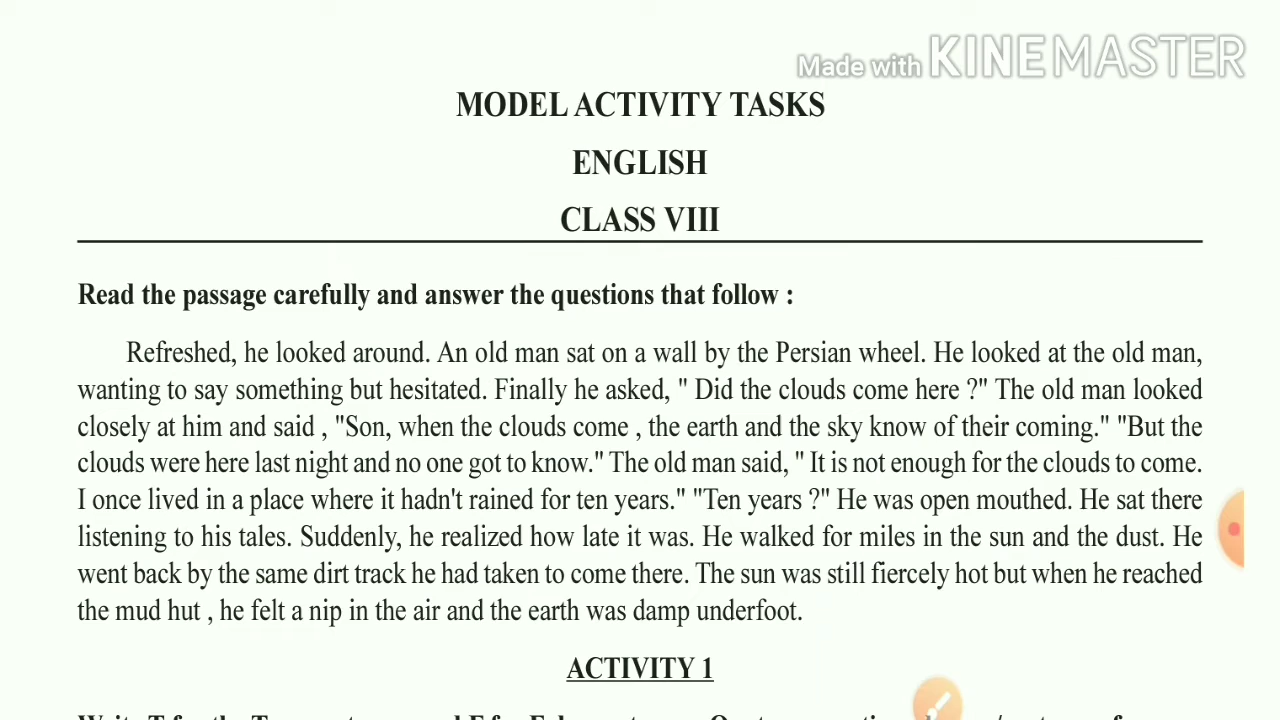 Made with KINEMASTER
MODEL ACTIVITY TASKS
ENGLISH
CLASS VIII
Read the passage carefully and answer the questions that follow :
Refreshed, he looked around. An old man sat on a wall by the Persian wheel. He looked at the old man,
wanting to say something but hesitated. Finally he asked, " Did the clouds come here ?" The old man looked
closely at him and said , "Son, when the clouds come , the earth and the sky know of their coming." "But the
clouds were here last night and no one got to know." The old man said, " It is not enough for the clouds to come.
I once lived in a place where it hadn't rained for ten years." "Ten years ?" He was open mouthed. He sat there
listening to his tales. Suddenly, he realized how late it was. He walked for miles in the sun and the dust. He
went back by the same dirt track he had taken to come there. The sun was still fiercely hot but when he reached
the mud hut , he felt a nip in the air and the earth was damp underfoot.
ACTIVITY 1